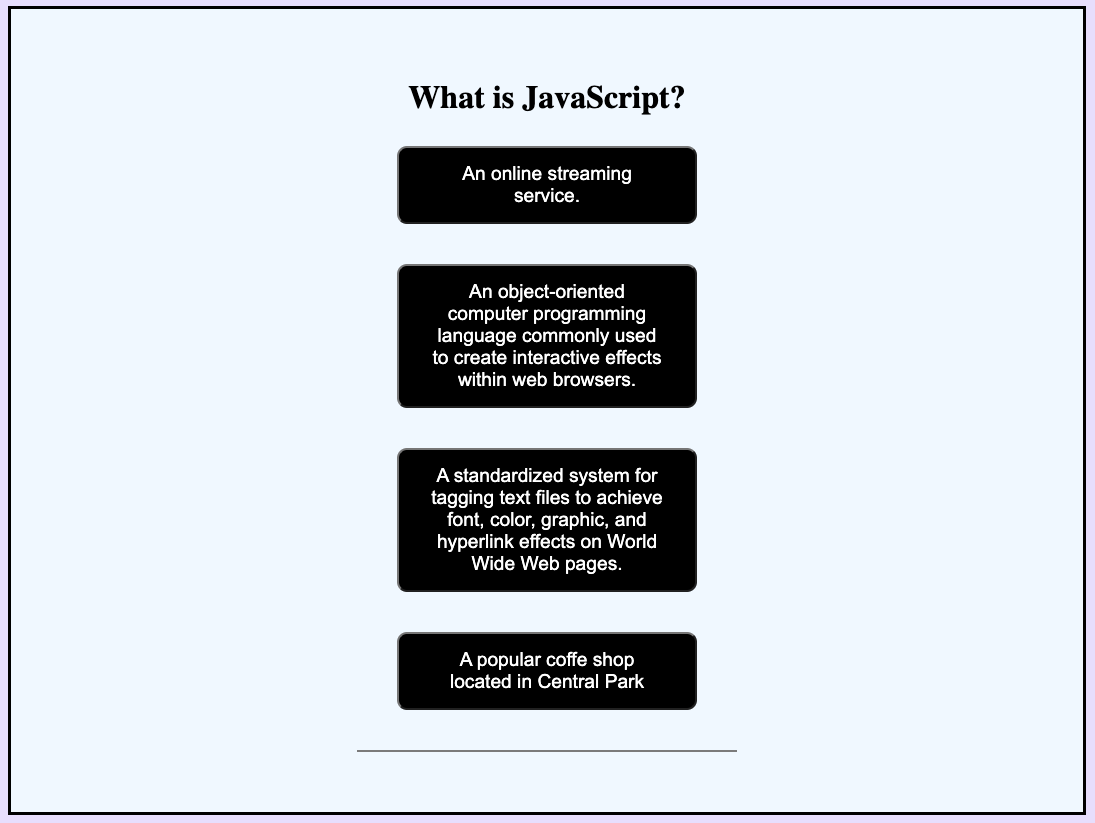 What is JavaScript?
An online streaming
service.
An object-oriented
computer programming
language commonly used
to create interactive effects
within web browsers.
A standardized system for
tagging text files to achieve
font, color, graphic, and
hyperlink effects on World
Wide Web pages.
A popular coffe shop
located in Central Park